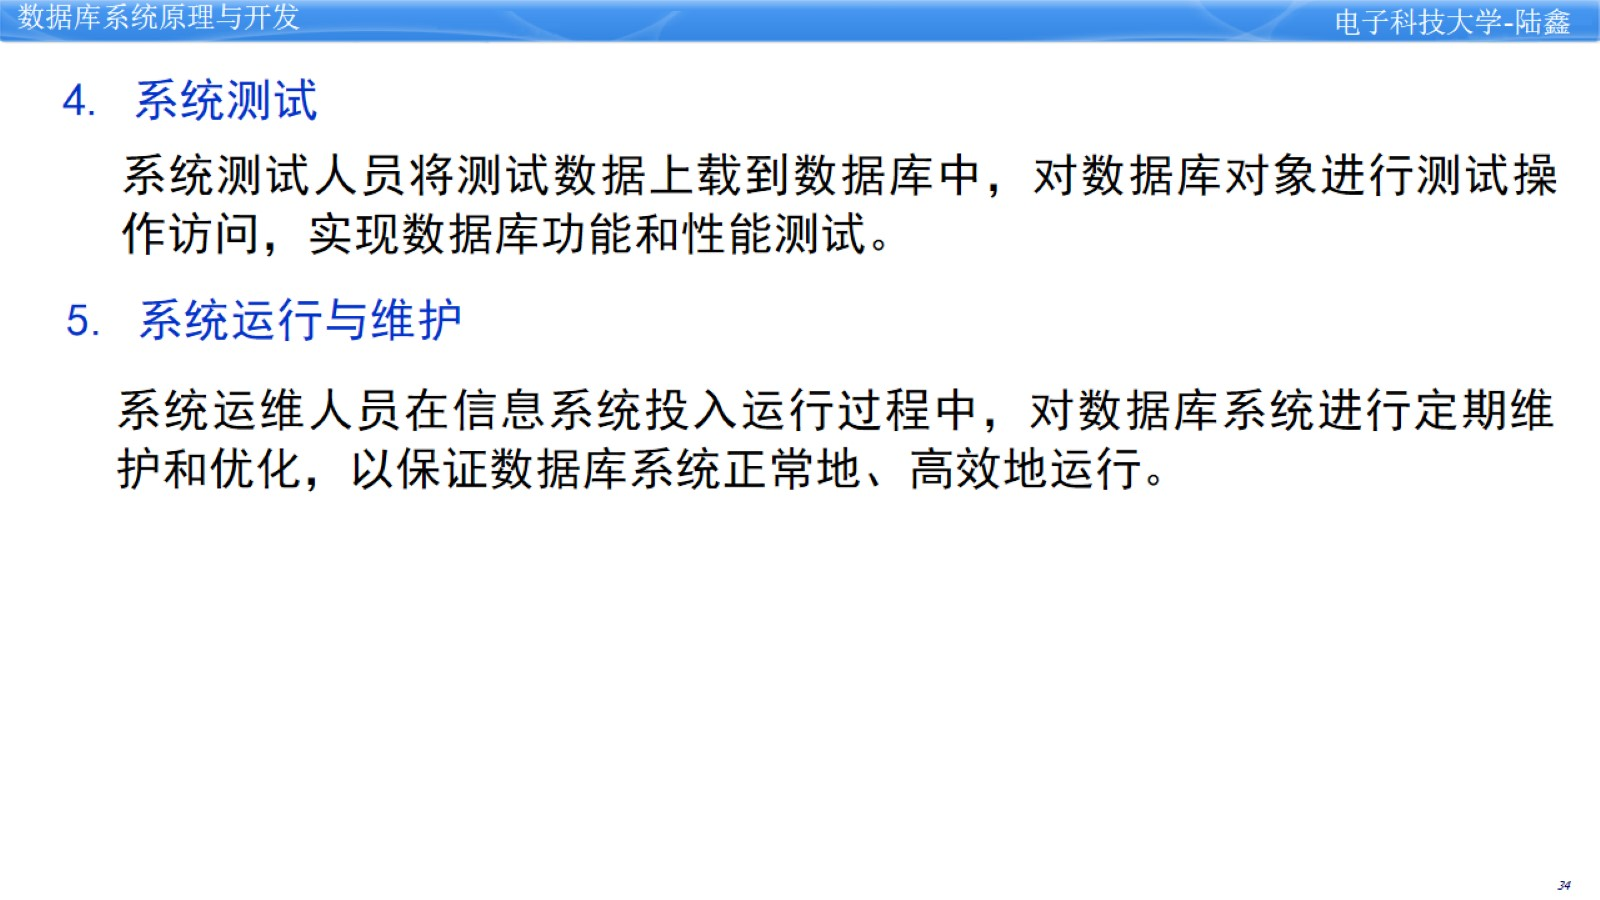 数据库系统原理与开发
电子科技大学-陆鑫
4. 系统测试
系统测试人员将测试数据上载到数据库中，对数据库对象进行测试操
作访问，实现数据库功能和性能测试。
5. 系统运行与维护
系统运维人员在信息系统投入运行过程中，对数据库系统进行定期维
护和优化，以保证数据库系统正常地、高效地运行。
34